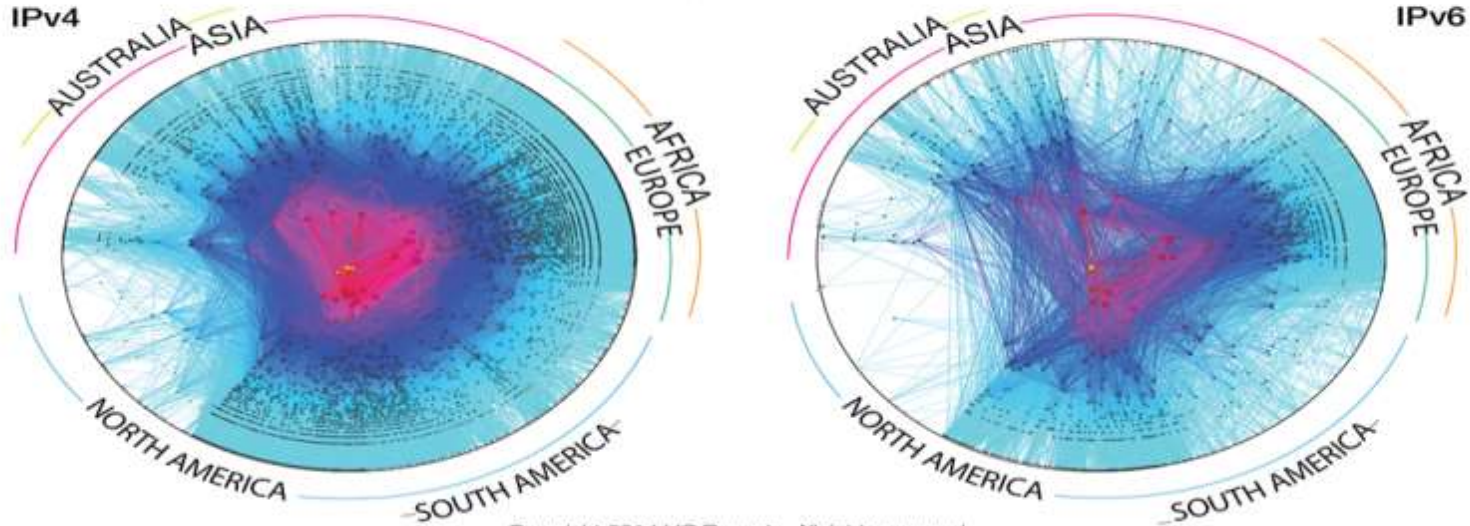 IPv4
IPv6
AUSTRALIA
ASIA
AFRICA
EUROPE
NORTH AMERICA
SOUTH AMERICA
AUSTRALIA
ASIA
AFRICA
EUROPE
NORTH AMERICA
SOUTH AMERICA